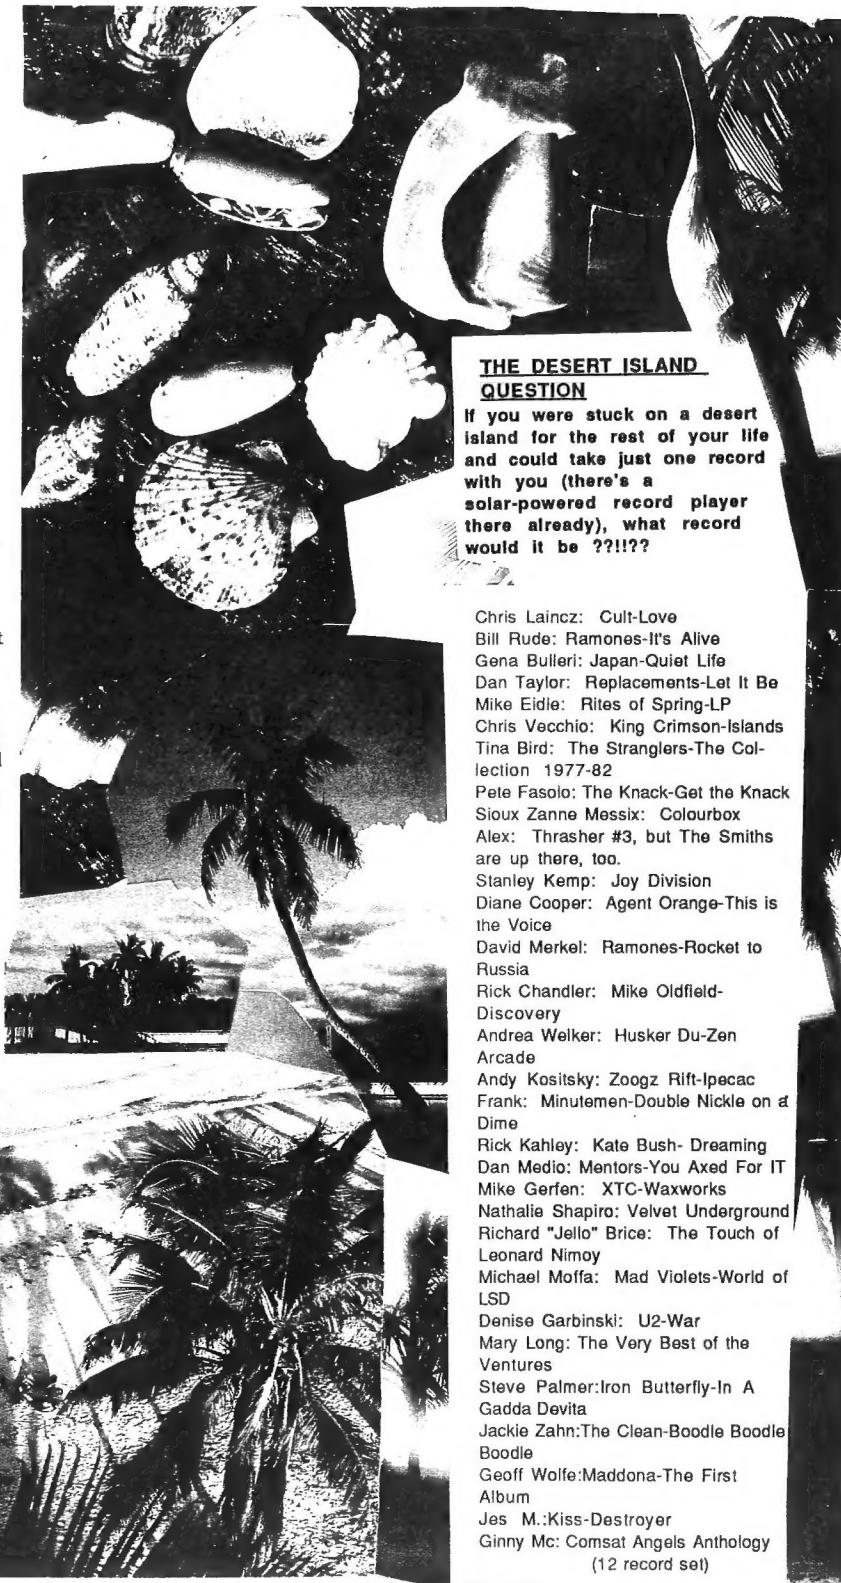 THE DESERT ISLAND
QUESTION
If you were stuck on a desert
island for the rest of your life
and could take just one record
with you (there's a
solar-powered record player
there already), what record
would it be ??!!??
Chris Laincz: Cult-Love
Bill Rude: Ramones-It's Alive
Gena Bulleri: Japan-Quiet Life
Dan Taylor: Replacements-Let It Be
Mike Eidle: Rites of Spring-LP
Chris Vecchio: King Crimson-Islands
Tina Bird: The Stranglers-The Col-
lection 1977-82
Pete Fasolo: The Knack-Get the Knack
Sioux Zanne Messix: Colourbox
Alex: Thrasher #3, but The Smiths
are up there, too.
Stanley Kemp: Joy Division
Diane Cooper: Agent Orange-This is
the Voice
David Merkel: Ramones-Rocket to
Russia
Rick Chandler: Mike Oldfield-
Discovery
Andrea Welker: Husker Du-Zen
Arcade
Andy Kositsky: Zoogz Rift-Ipecac
Frank: Minutemen-Double Nickle on a
Dime
Rick Kahley: Kate Bush- Dreaming
Dan Medio: Mentors-You Axed For IT
Mike Gerfen: XTC-Waxworks
Nathalie Shapiro: Velvet Underground
Richard "Jello" Brice: The Touch of
Leonard Nimoy
Michael Moffa: Mad Violets-World of
LSD
Denise Garbinski: U2-War
Mary Long: The Very Best of the
Ventures
Steve Palmer:Iron Butterfly-In A
Gadda Devita
Jackie Zahn:The Clean-Boodle Boodle
Boodle
Geoff Wolfe:Maddona-The First
Album
Jes M.:Kiss-Destroyer
Ginny Mc: Comsat Angels Anthology
(12 record set)